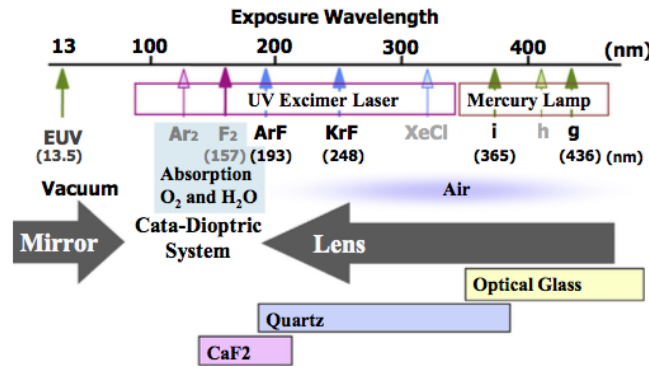 Exposure Wavelength
13 100 200 300 400 (nm)
UV Excimer Laser Mercury Lamp
EUV Ar₂ F₂ ArF KrF XeCl i h g
(13.5) (157) (193) (248) (365) (436) (nm)
Vacuum Absorption Air
O₂ and H₂O
Mirror Cata-Dioptric Lens
System
Optical Glass
Quartz
CaF2